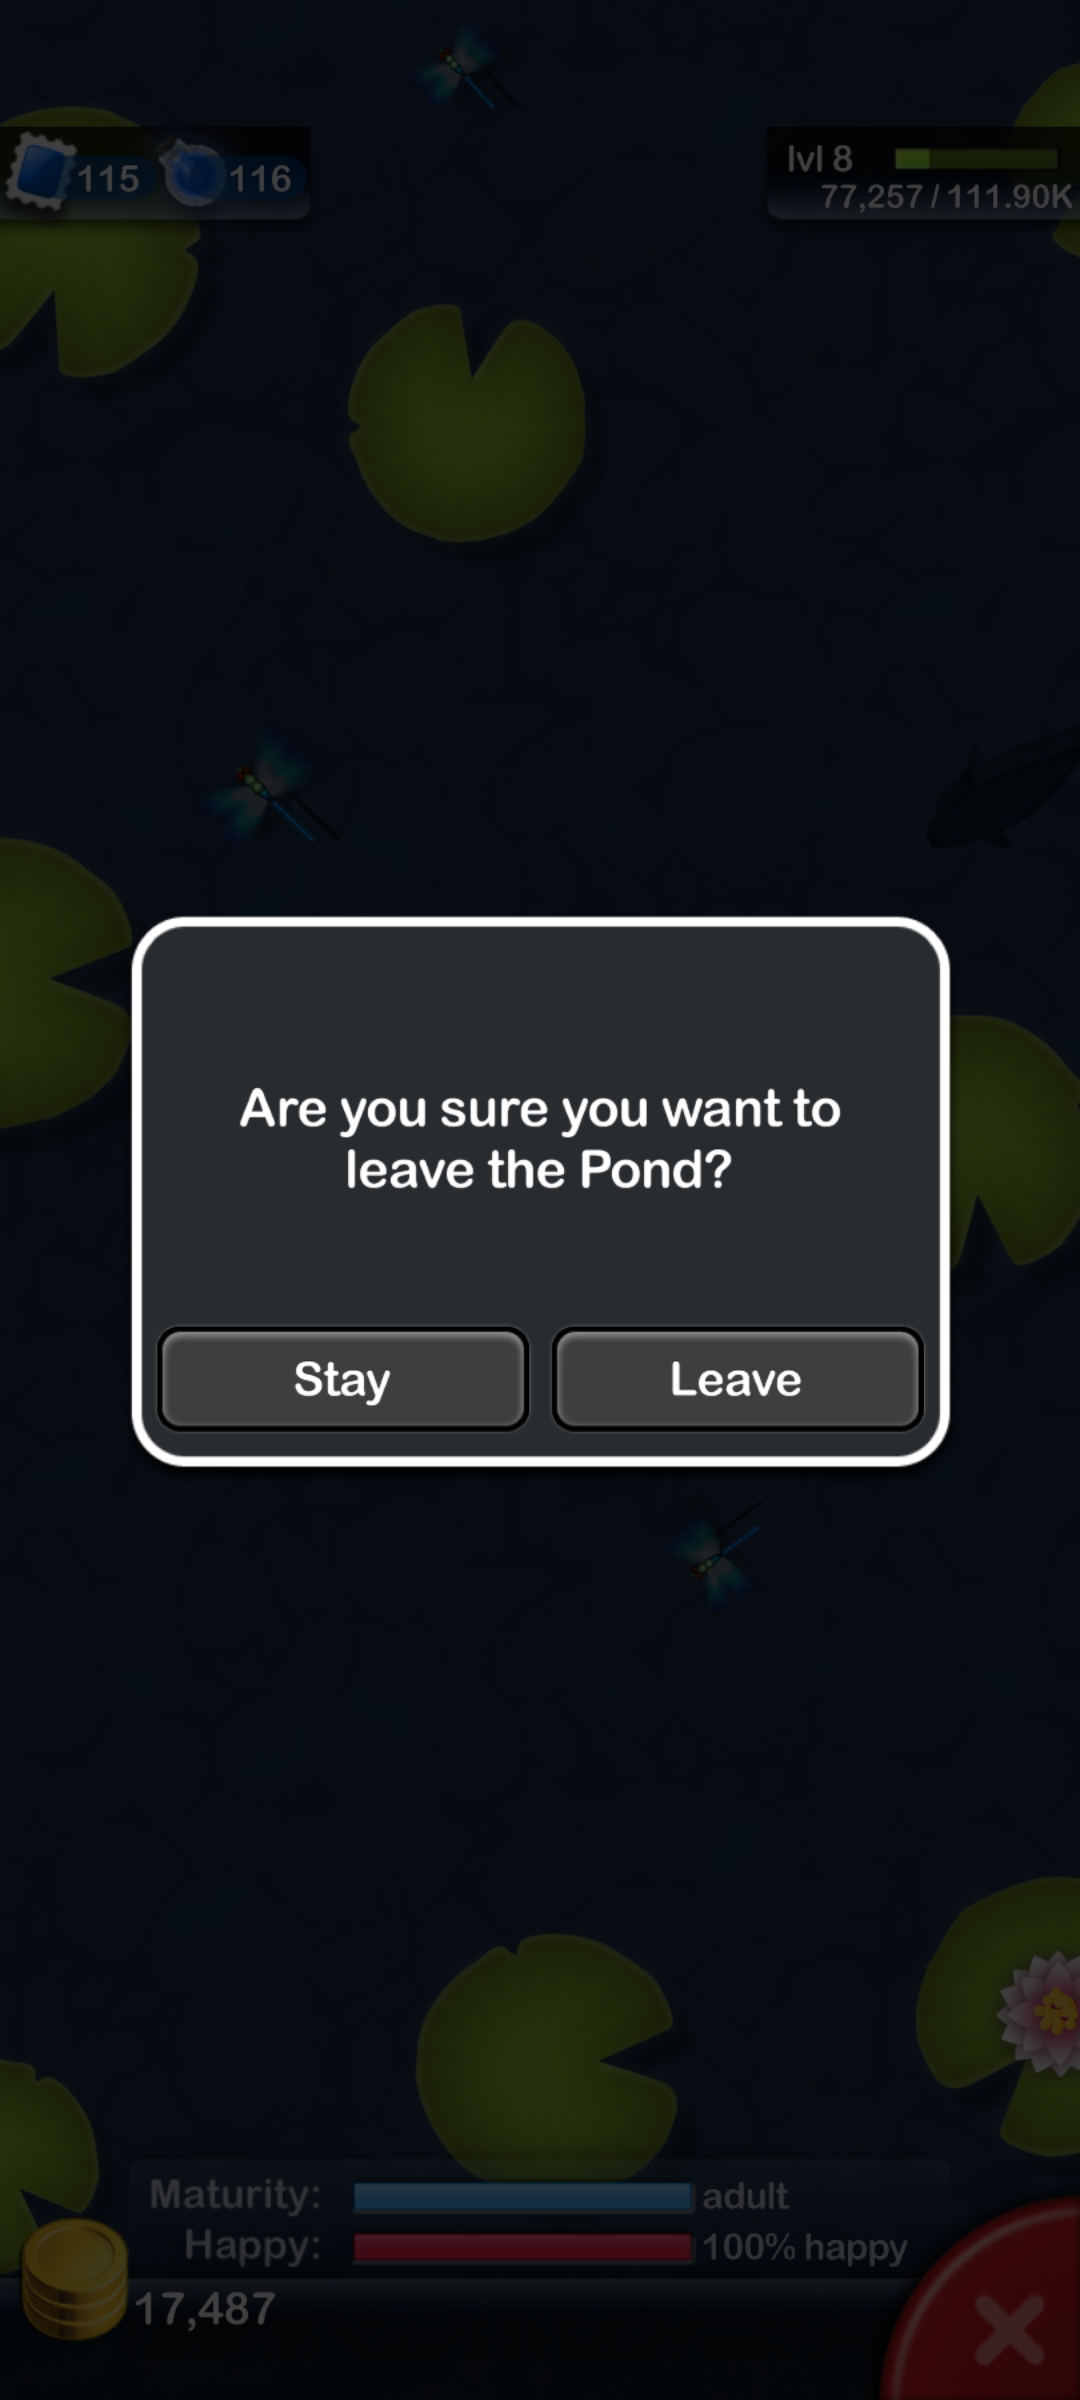 115 116
lvl 8
77,257 / 111.90K
Are you sure you want to
leave the Pond?
Stay Leave
Maturity: adult
Happy: 100% happy
17,487